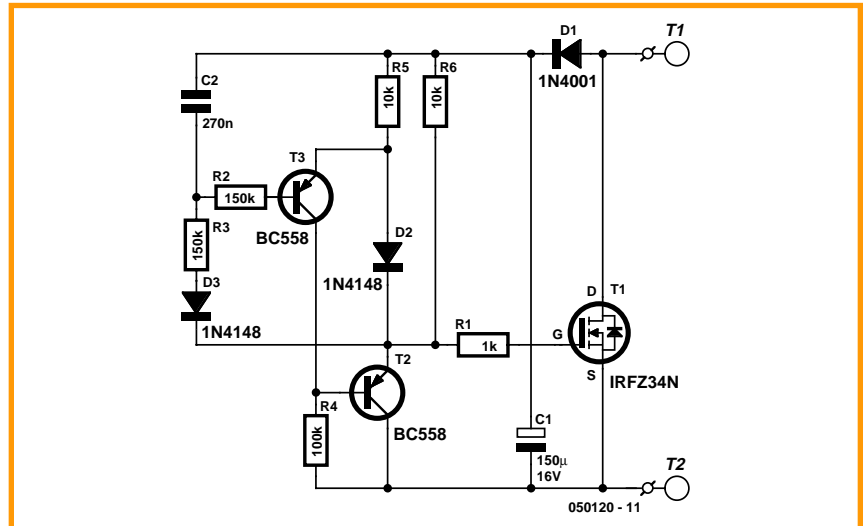 D1
T1
1N4001
C2
270n
R5
10k
R6
10k
T3
R2
150k
BC558
R3
150k
D2
1N4148
D3
1N4148
R1
1k
D
T1
G
S
IRFZ34N
T2
BC558
R4
100k
C1
150µ
16V
T2
050120 - 11